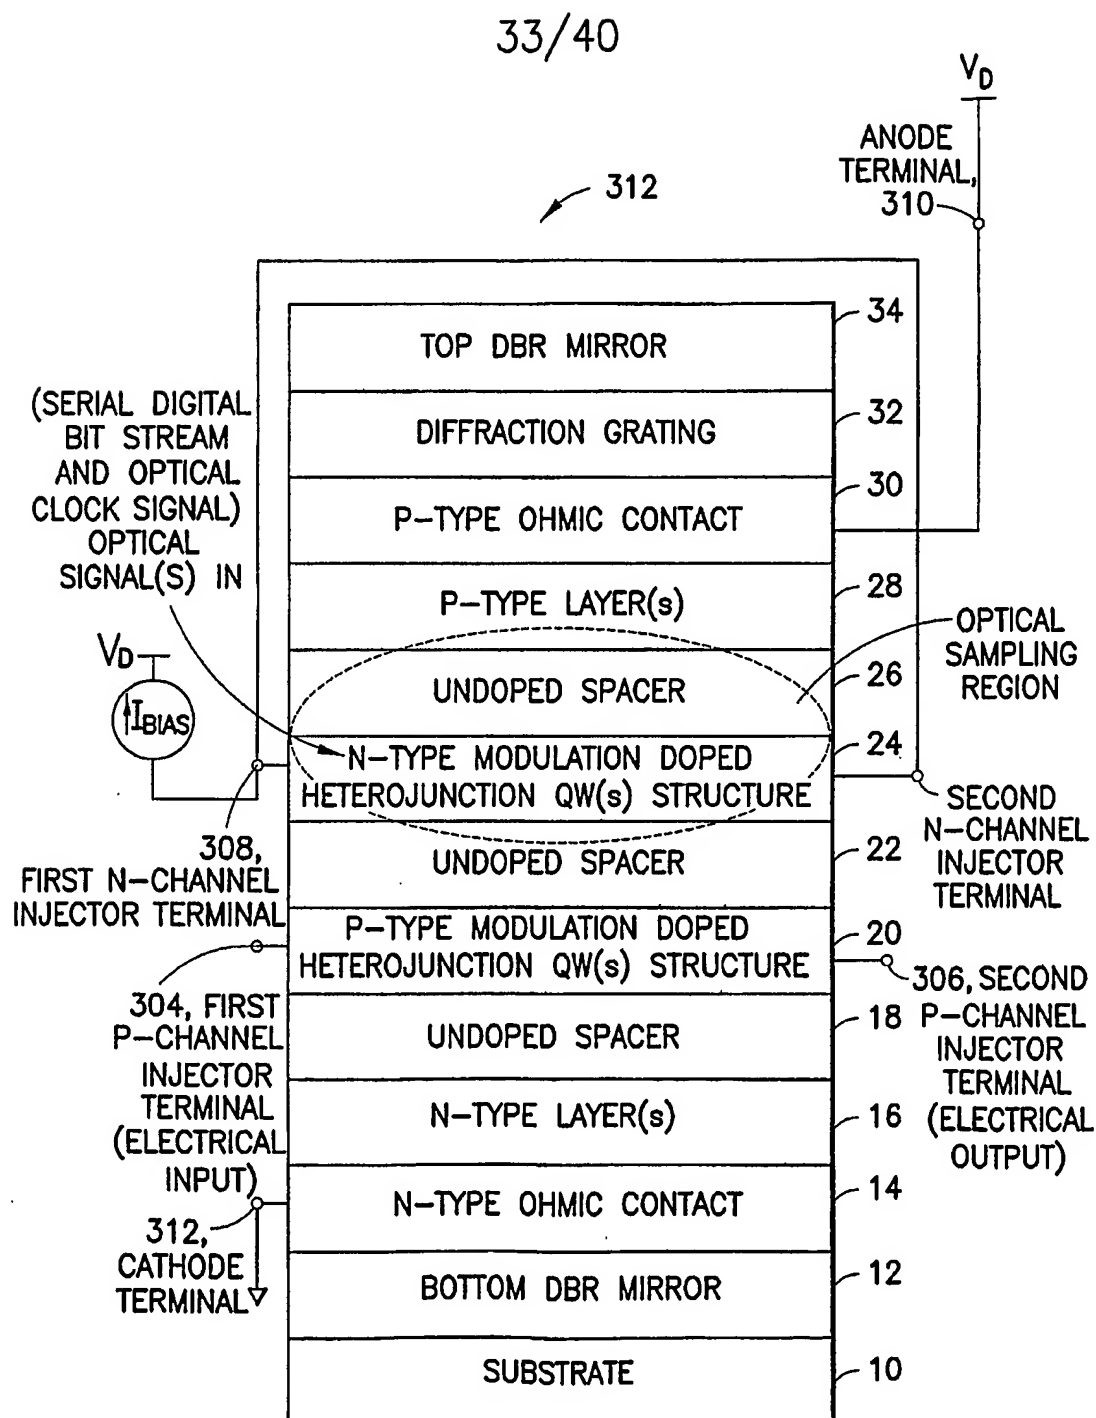 33/40
V_D
ANODE
TERMINAL,
310
312
34
TOP DBR MIRROR
(SERIAL DIGITAL
BIT STREAM
AND OPTICAL
CLOCK SIGNAL)
OPTICAL
SIGNAL(S) IN
32
DIFFRACTION GRATING
30
P-TYPE OHMIC CONTACT
28
P-TYPE LAYER(s)
OPTICAL
SAMPLING
REGION
V_D
I_BIAS
26
UNDOPED SPACER
24
N-TYPE MODULATION DOPED
HETEROJUNCTION QW(s) STRUCTURE
SECOND
N-CHANNEL
INJECTOR
TERMINAL
308,
FIRST N-CHANNEL
INJECTOR TERMINAL
22
UNDOPED SPACER
20
P-TYPE MODULATION DOPED
HETEROJUNCTION QW(s) STRUCTURE
304, FIRST
P-CHANNEL
INJECTOR
TERMINAL
(ELECTRICAL
INPUT)
306, SECOND
P-CHANNEL
INJECTOR
TERMINAL
(ELECTRICAL
OUTPUT)
18
UNDOPED SPACER
16
N-TYPE LAYER(s)
14
N-TYPE OHMIC CONTACT
312,
CATHODE
TERMINAL
12
BOTTOM DBR MIRROR
10
SUBSTRATE